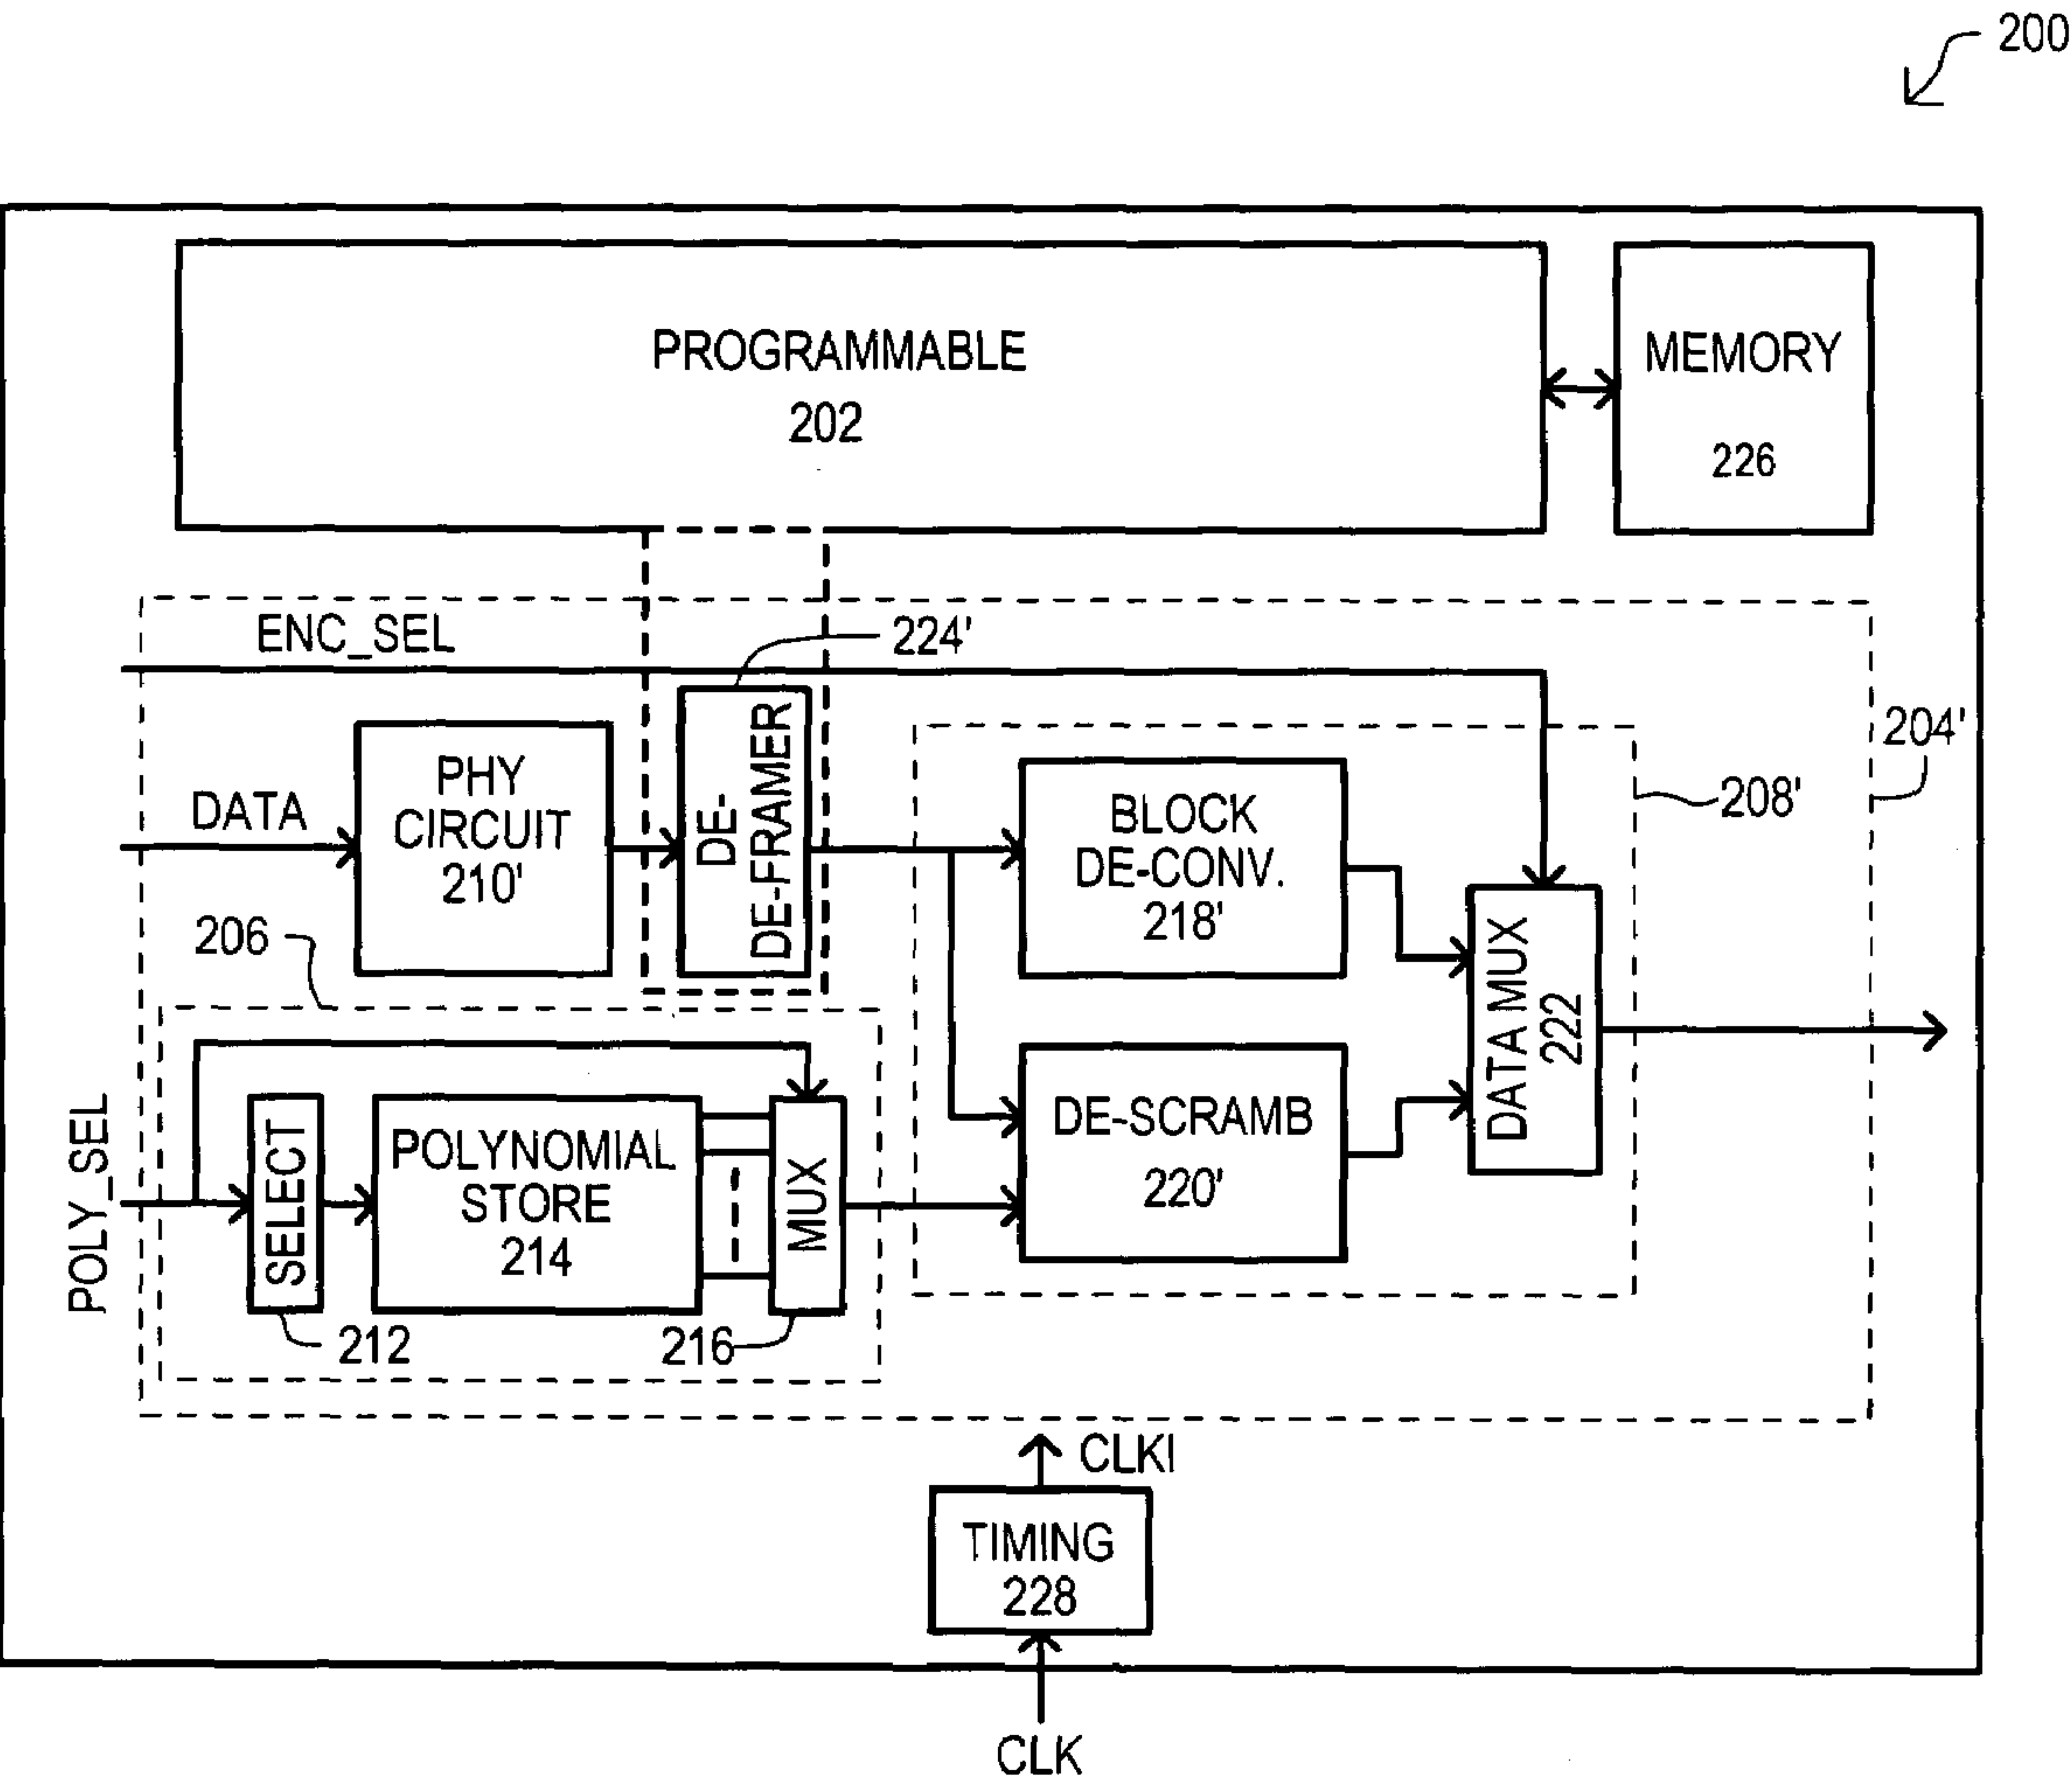 200
PROGRAMMABLE
202
MEMORY
226
ENC_SEL
224'
204'
DATA
PHY
CIRCUIT
210'
DE-
DE-FRAMER
BLOCK
DE-CONV.
218'
208'
206
DATA MUX
222
POLY_SEL
SELECT
POLYNOMIAL
STORE
214
MUX
DE-SCRAMB
220'
212
216
CLKI
TIMING
228
CLK